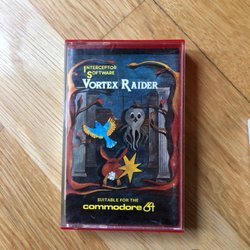 INTERCEPTOR
SOFTWARE
VORTEX RAIDER
SUITABLE FOR THE
commodore 64